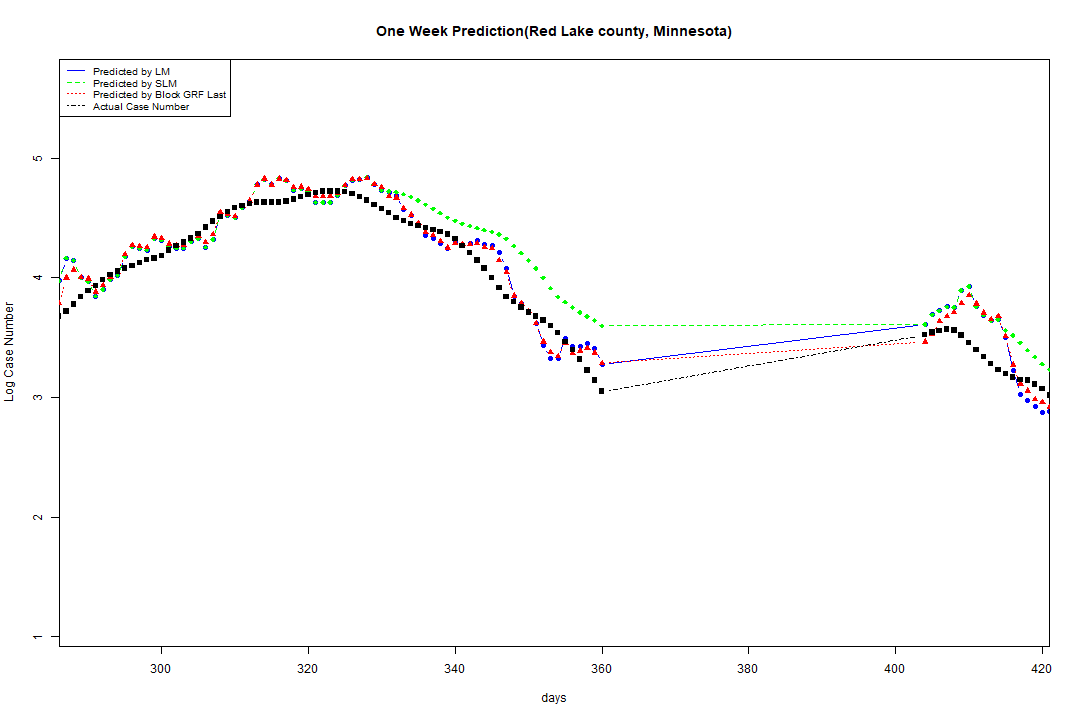 One Week Prediction(Red Lake county, Minnesota)
Predicted by LM
Predicted by SLM
Predicted by Block GRF Last
Actual Case Number
5
4
3
2
1
Log Case Number
300 320 340 360 380 400 420
days